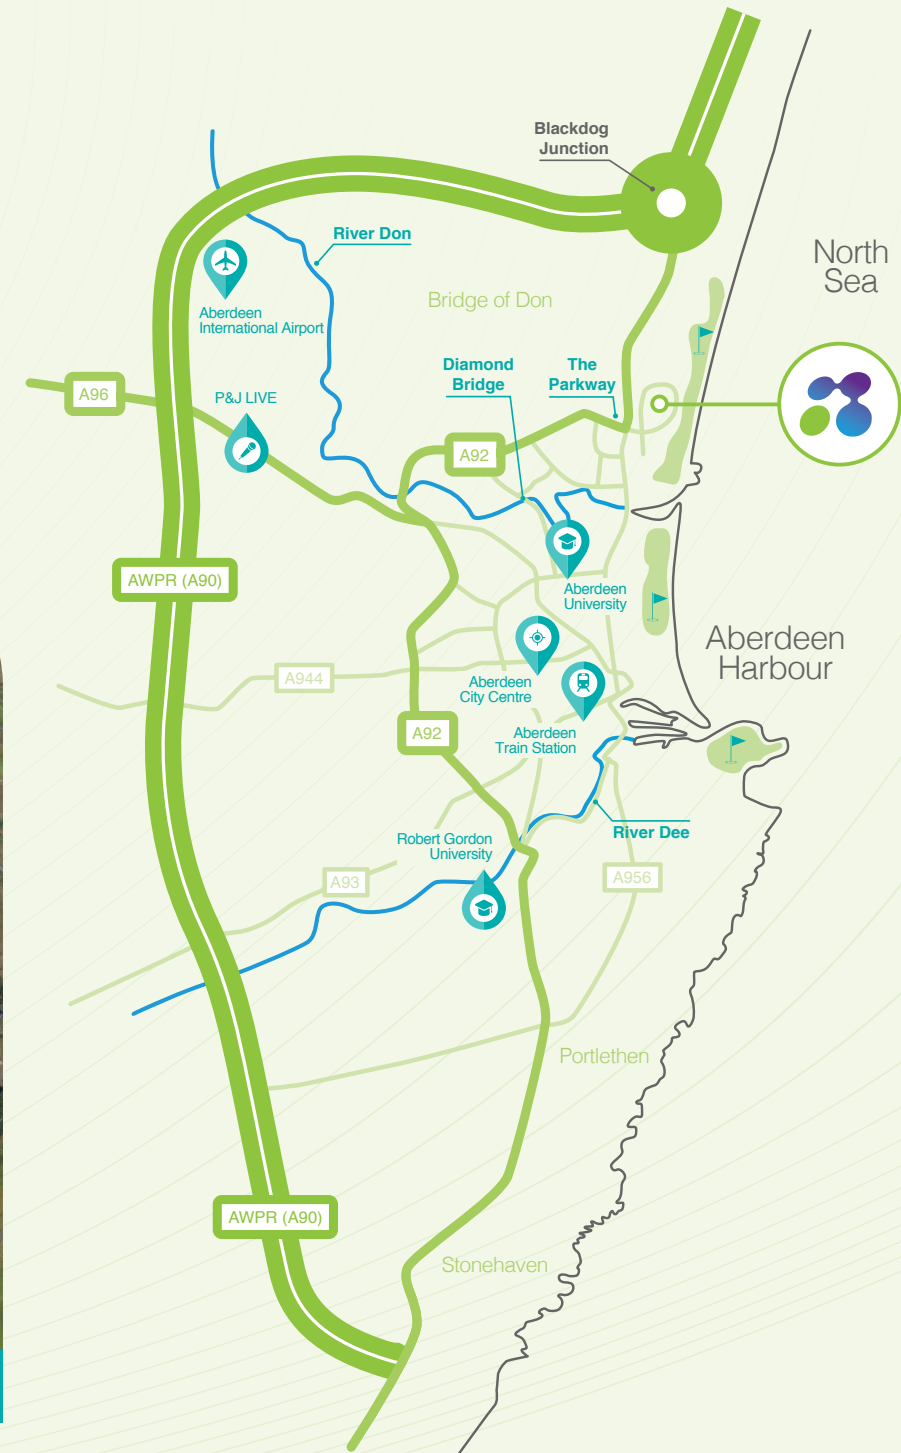 Blackdog
Junction
North
Sea
River Don
Aberdeen
International Airport
Bridge of Don
Diamond
Bridge
The
Parkway
A96
P&J LIVE
A92
AWPR (A90)
Aberdeen
University
Aberdeen
Harbour
A944
Aberdeen
City Centre
A92
Aberdeen
Train Station
River Dee
Robert Gordon
University
A93
A956
Portlethen
AWPR (A90)
Stonehaven